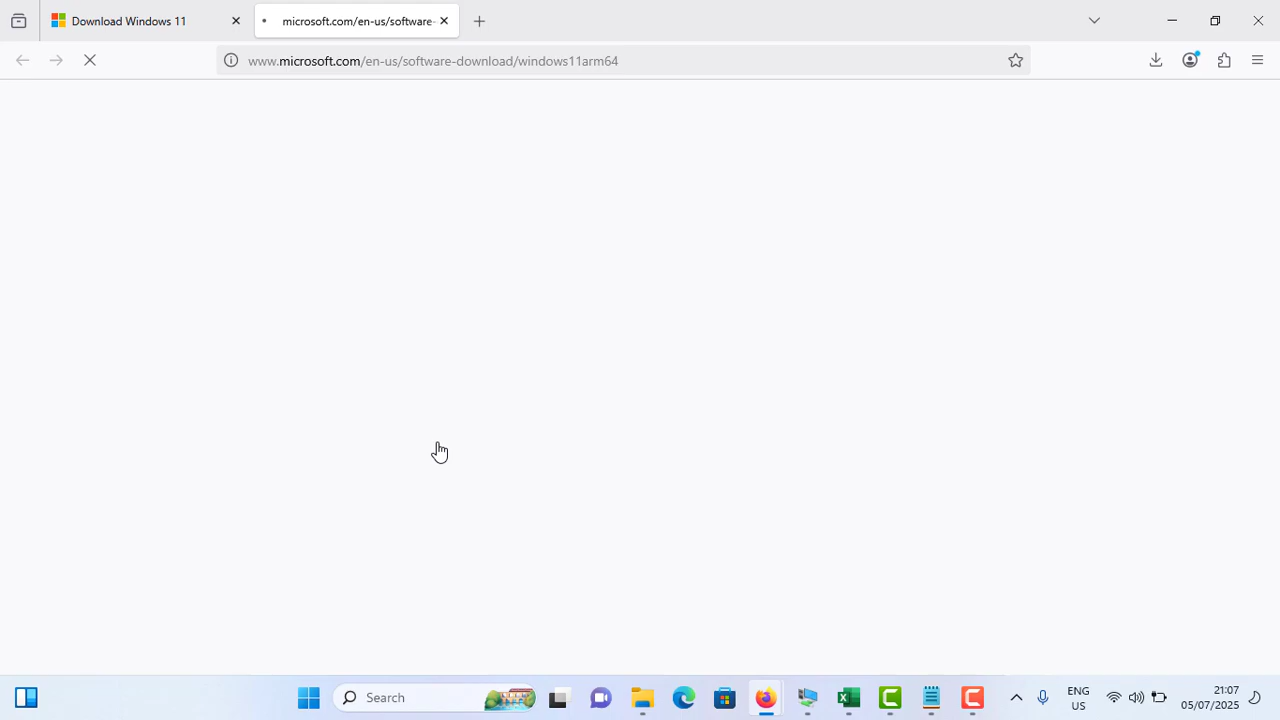 Download Windows 11
microsoft.com/en-us/software-
www.microsoft.com/en-us/software-download/windows11arm64
Search
ENG
US
21:07
05/07/2025